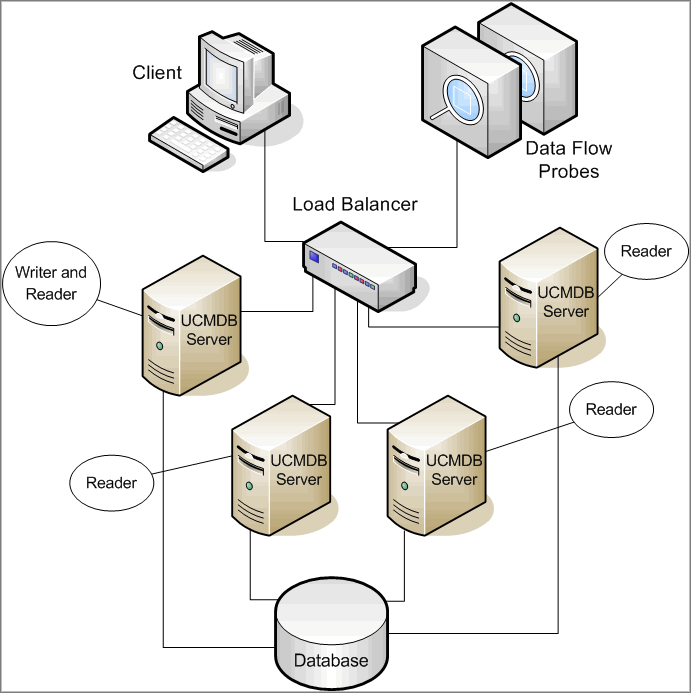 Client
Data Flow
Probes
Load Balancer
Writer and
Reader
UCMDB
Server
UCMDB
Server
Reader
Reader
UCMDB
Server
UCMDB
Server
Reader
Database